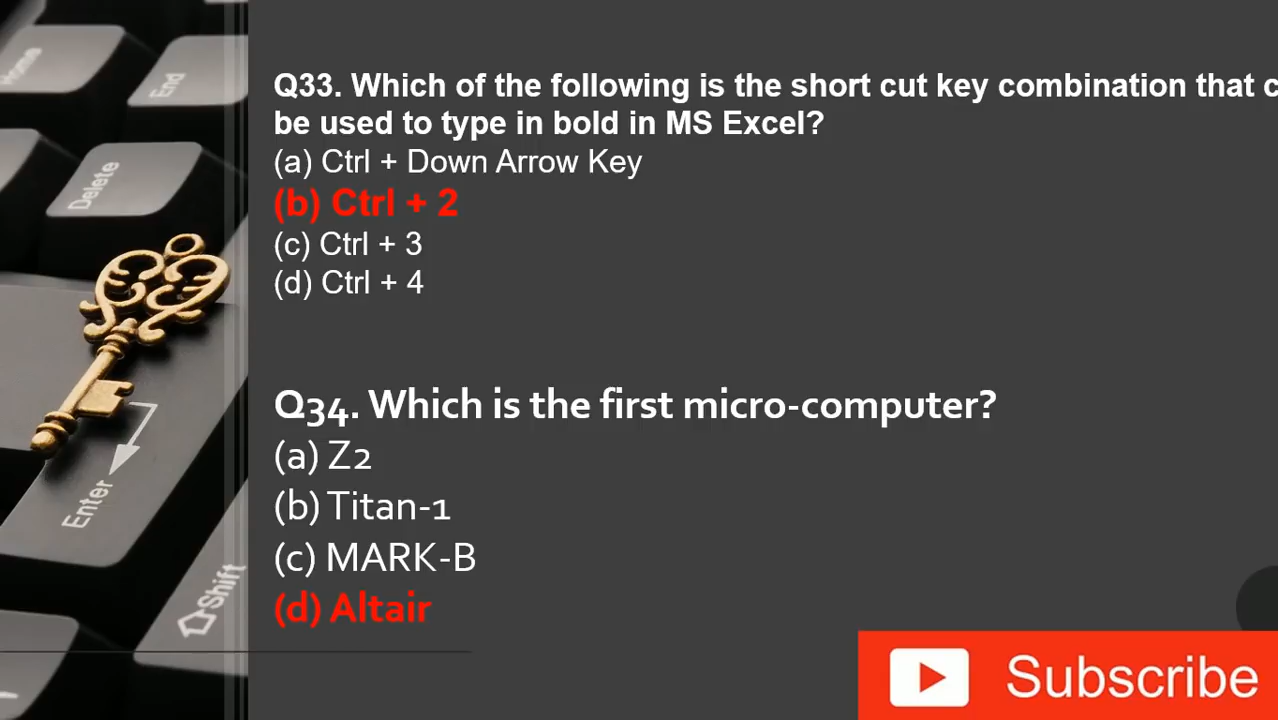 Home
End
Delete
Enter
Shift
Q33. Which of the following is the short cut key combination that c
be used to type in bold in MS Excel?
(a) Ctrl + Down Arrow Key
(b) Ctrl + 2
(c) Ctrl + 3
(d) Ctrl + 4
Q34. Which is the first micro-computer?
(a) Z2
(b) Titan-1
(c) MARK-B
(d) Altair
Subscribe